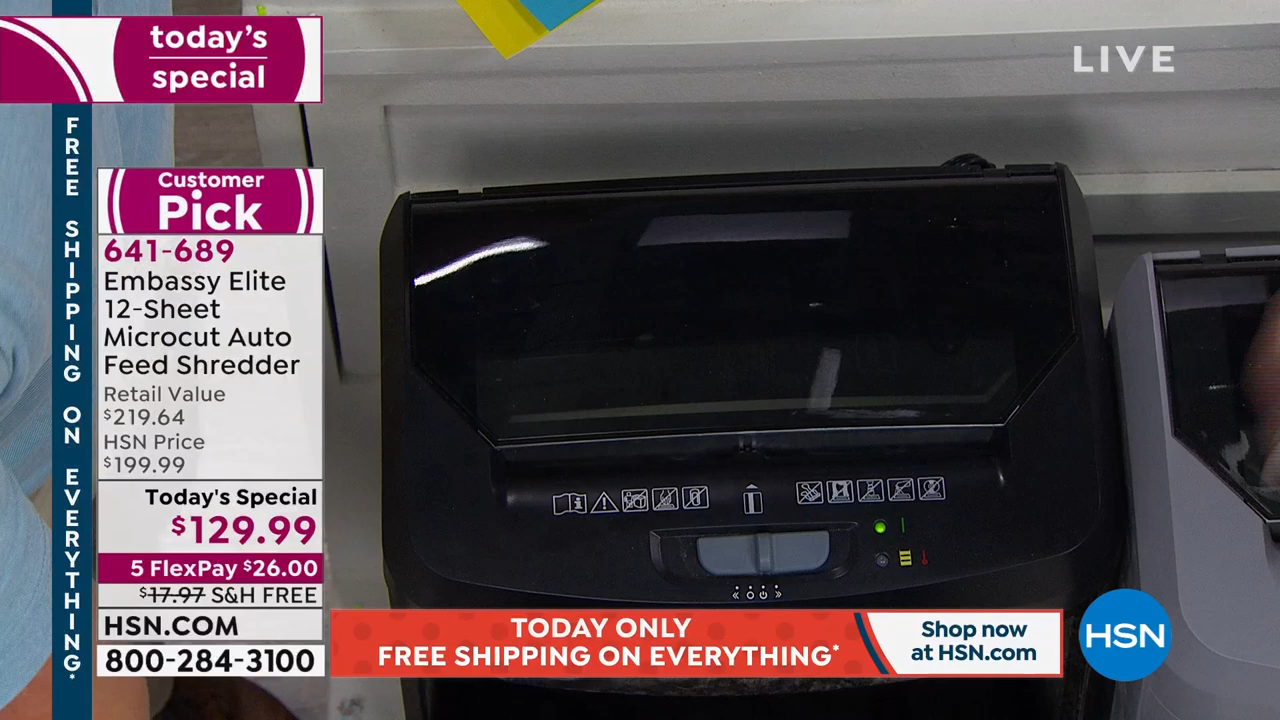 today's
special
LIVE
FREE SHIPPING ON EVERYTHING*
Customer
Pick
641-689
Embassy Elite
12-Sheet
Microcut Auto
Feed Shredder
Retail Value
$219.64
HSN Price
$199.99
Today's Special
$129.99
5 FlexPay $26.00
$17.97 S&H FREE
HSN.COM
800-284-3100
TODAY ONLY
FREE SHIPPING ON EVERYTHING*
Shop now
at HSN.com
HSN